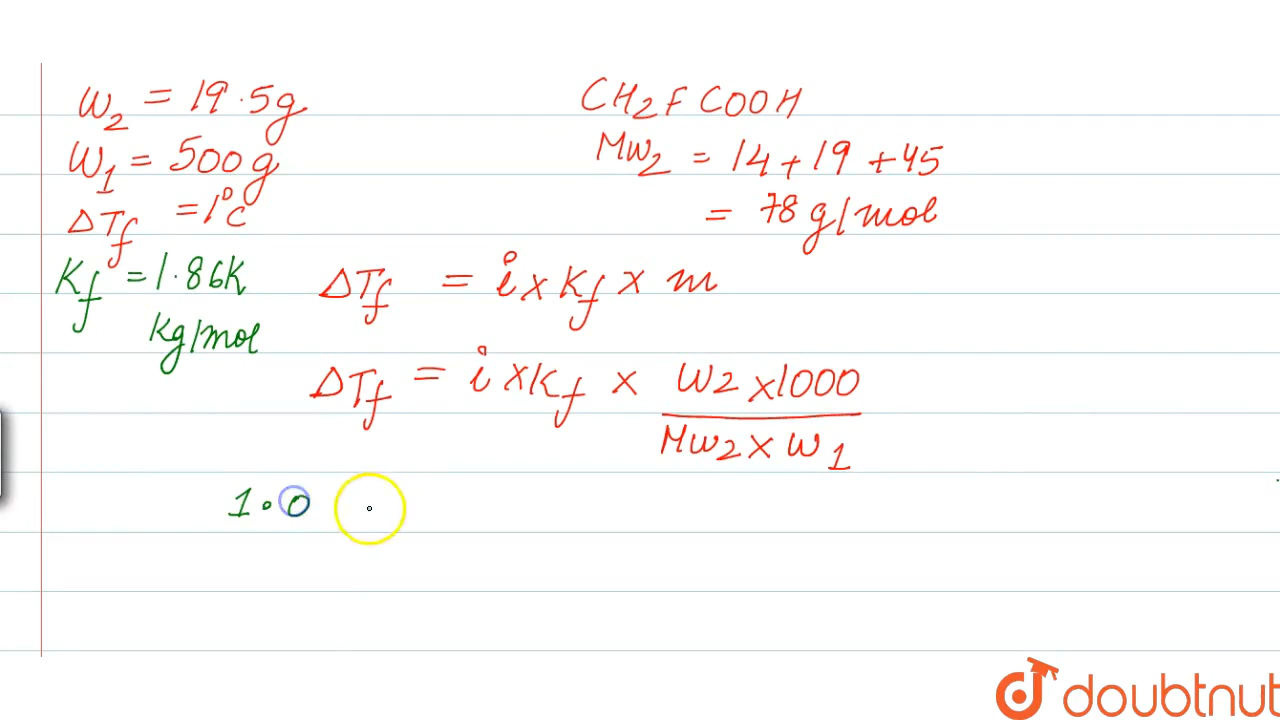 W2 = 19.5g
W1 = 500g
ΔTf = 1°C
Kf = 1.86K
Kg/mol
CH2FCOOH
MW2 = 14 + 19 + 45
= 78 g/mol
ΔTf = i x Kf x m
ΔTf = i x Kf x W2 x 1000
MW2 x W1
1.0
doubtnut